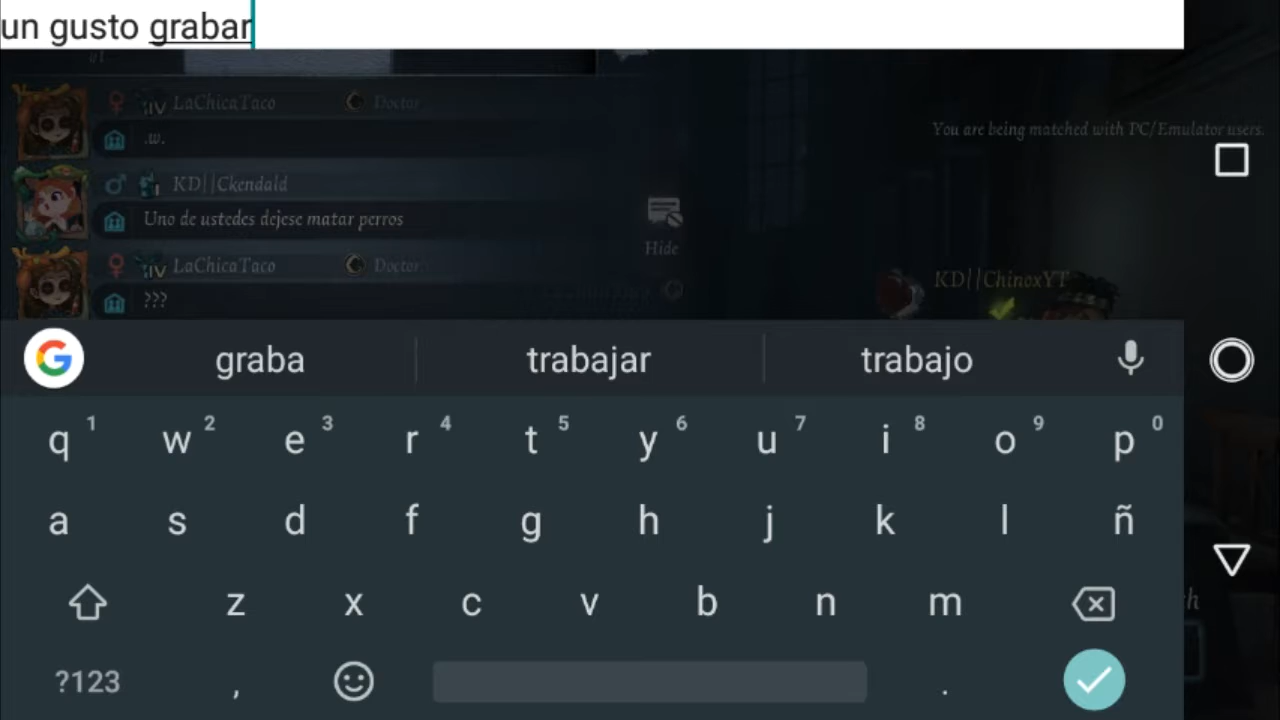 un gusto grabar
LaChicaTaco Doctor
.w.
You are being matched with PC/Emulator users.
KD||Ckendald
Uno de ustedes dejese matar perros
Hide
LaChicaTaco Doctor
???
KD||ChinoxYT
graba trabajar trabajo
q 1 w 2 e 3 r 4 t 5 y 6 u 7 i 8 o 9 p 0
a s d f g h j k l ñ
z x c v b n m
?123 , .